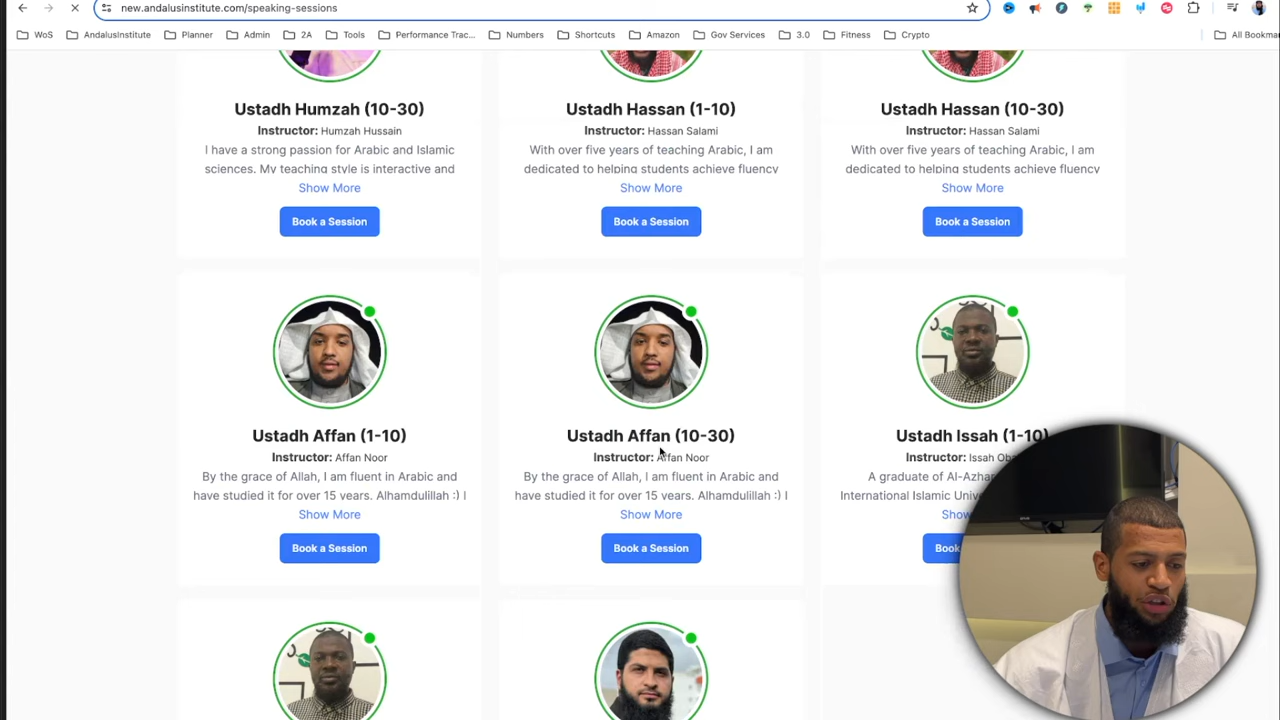 new.andalusinstitute.com/speaking-sessions
WoS AndalusInstitute Planner Admin 2A Tools Performance Trac... Numbers Shortcuts Amazon Gov Services 3.0 Fitness Crypto All Bookma
Ustadh Humzah (10-30)
Instructor: Humzah Hussain
I have a strong passion for Arabic and Islamic
sciences. My teaching style is interactive and
Show More
Book a Session
Ustadh Hassan (1-10)
Instructor: Hassan Salami
With over five years of teaching Arabic, I am
dedicated to helping students achieve fluency
Show More
Book a Session
Ustadh Hassan (10-30)
Instructor: Hassan Salami
With over five years of teaching Arabic, I am
dedicated to helping students achieve fluency
Show More
Book a Session
Ustadh Affan (1-10)
Instructor: Affan Noor
By the grace of Allah, I am fluent in Arabic and
have studied it for over 15 years. Alhamdulillah :) I
Show More
Book a Session
Ustadh Affan (10-30)
Instructor: Affan Noor
By the grace of Allah, I am fluent in Arabic and
have studied it for over 15 years. Alhamdulillah :) I
Show More
Book a Session
Ustadh Issah (1-10)
Instructor: Issah Oba
A graduate of Al-Azha
International Islamic Univ
Show
Book